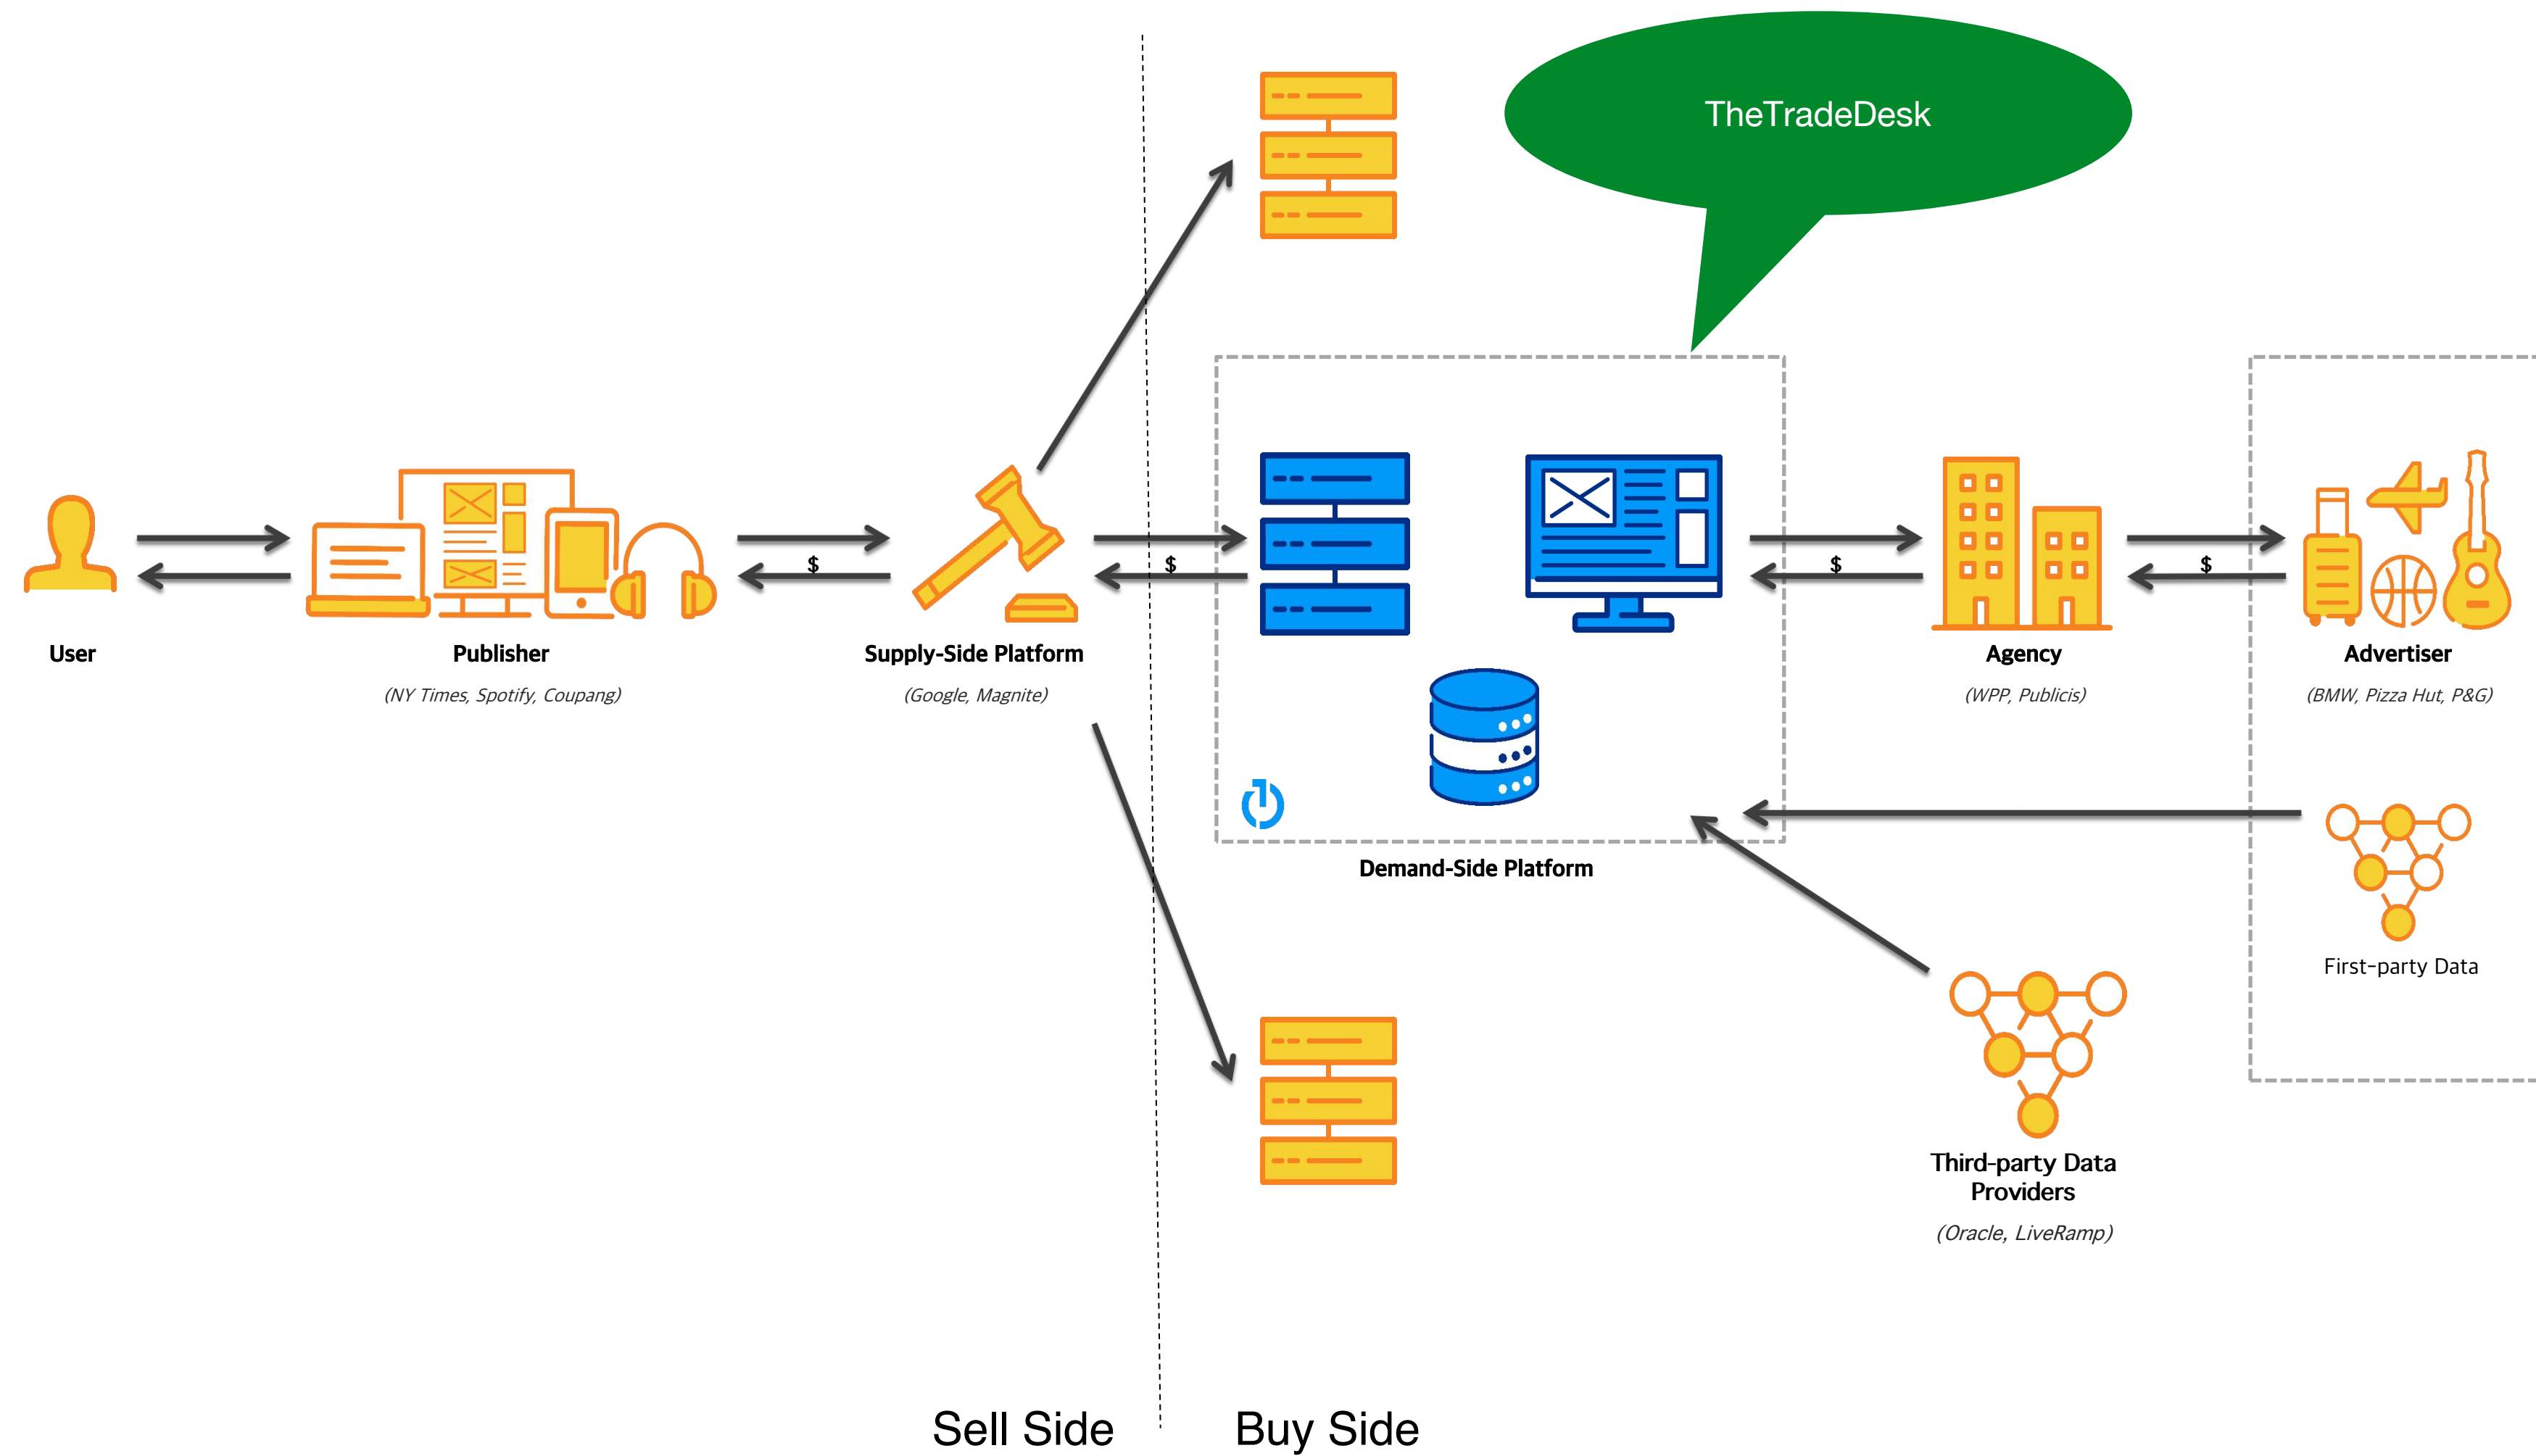 TheTradeDesk
$
$
$
$
User
Publisher
(NY Times, Spotify, Coupang)
Supply-Side Platform
(Google, Magnite)
Agency
(WPP, Publicis)
Advertiser
(BMW, Pizza Hut, P&G)
Demand-Side Platform
First-party Data
Third-party Data
Providers
(Oracle, LiveRamp)
Sell Side
Buy Side